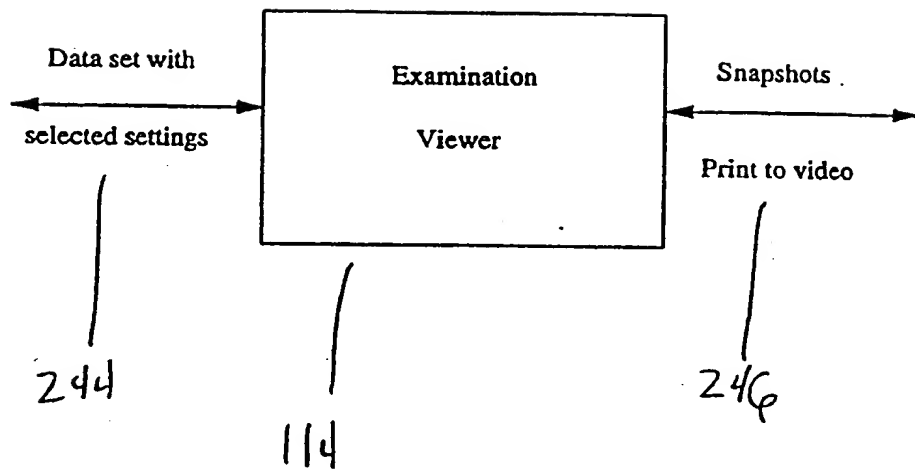 Data set with
selected settings
Examination
Viewer
Snapshots
Print to video
244
114
246